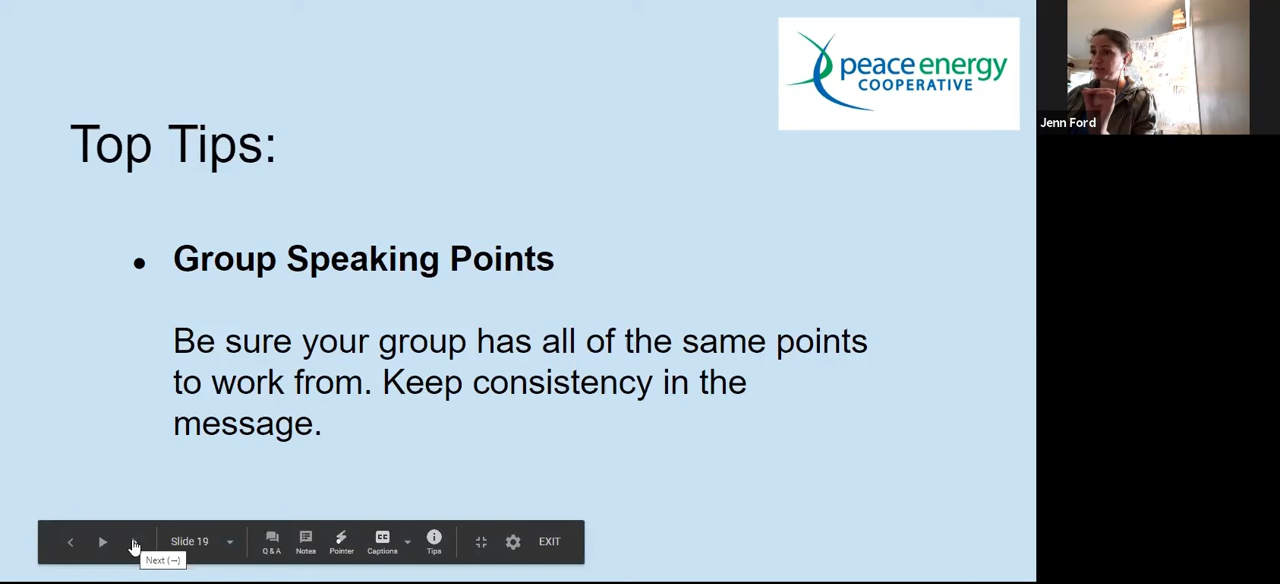 peace energy
COOPERATIVE
Jenn Ford
Top Tips:
• Group Speaking Points
Be sure your group has all of the same points
to work from. Keep consistency in the
message.
Slide 19
Q & A
Notes
Pointer
Captions
Tips
EXIT
Next (→)